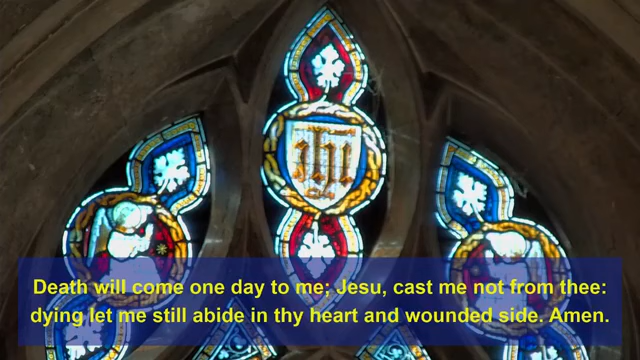 ihc
Death will come one day to me; Jesu, cast me not from thee:
dying let me still abide in thy heart and wounded side. Amen.